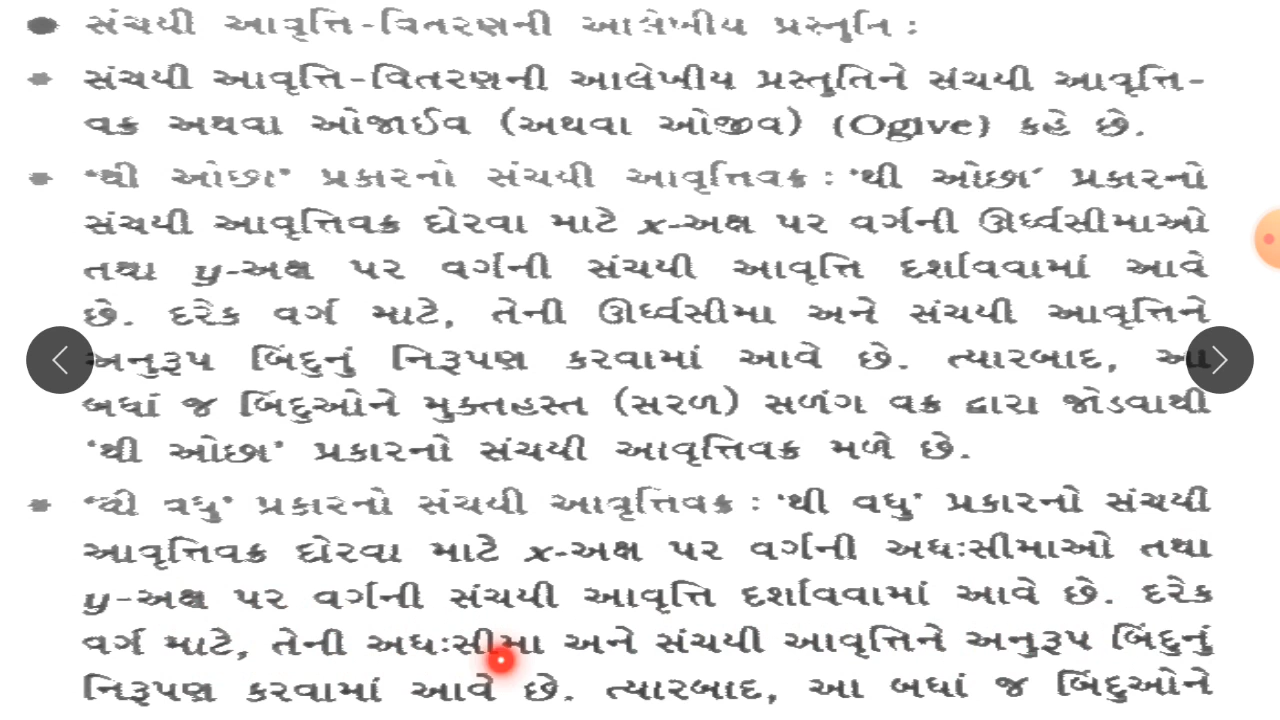 ● સંચયી આવૃત્તિ-વિતરણની આલેખીય પ્રસ્તુતિ :
* સંચયી આવૃત્તિ-વિતરણની આલેખીય પ્રસ્તુતિને સંચયી આવૃત્તિ-
વક્ર અથવા ઓજાઈવ (અથવા ઓજીવ) (Ogive) કહે છે.
* ‘થી ઓછા’ પ્રકારનો સંચયી આવૃત્તિવક્ર : ‘થી ઓછા’ પ્રકારનો
સંચયી આવૃત્તિવક્ર દોરવા માટે x-અક્ષ પર વર્ગની ઊર્ધ્વસીમાઓ
તથા y-અક્ષ પર વર્ગની સંચયી આવૃત્તિ દર્શાવવામાં આવે
છે. દરેક વર્ગ માટે, તેની ઊર્ધ્વસીમા અને સંચયી આવૃત્તિને
અનુરૂપ બિંદુનું નિરૂપણ કરવામાં આવે છે. ત્યારબાદ, આ
બધાં જ બિંદુઓને મુક્તહસ્ત (સરળ) સળંગ વક્ર દ્વારા જોડવાથી
‘થી ઓછા’ પ્રકારનો સંચયી આવૃત્તિવક્ર મળે છે.
* ‘થી વધુ’ પ્રકારનો સંચયી આવૃત્તિવક્ર : ‘થી વધુ’ પ્રકારનો સંચયી
આવૃત્તિવક્ર દોરવા માટે x-અક્ષ પર વર્ગની અધઃસીમાઓ તથા
y-અક્ષ પર વર્ગની સંચયી આવૃત્તિ દર્શાવવામાં આવે છે. દરેક
વર્ગ માટે, તેની અધઃસીમા અને સંચયી આવૃત્તિને અનુરૂપ બિંદુનું
નિરૂપણ કરવામાં આવે છે. ત્યારબાદ, આ બધાં જ બિંદુઓને